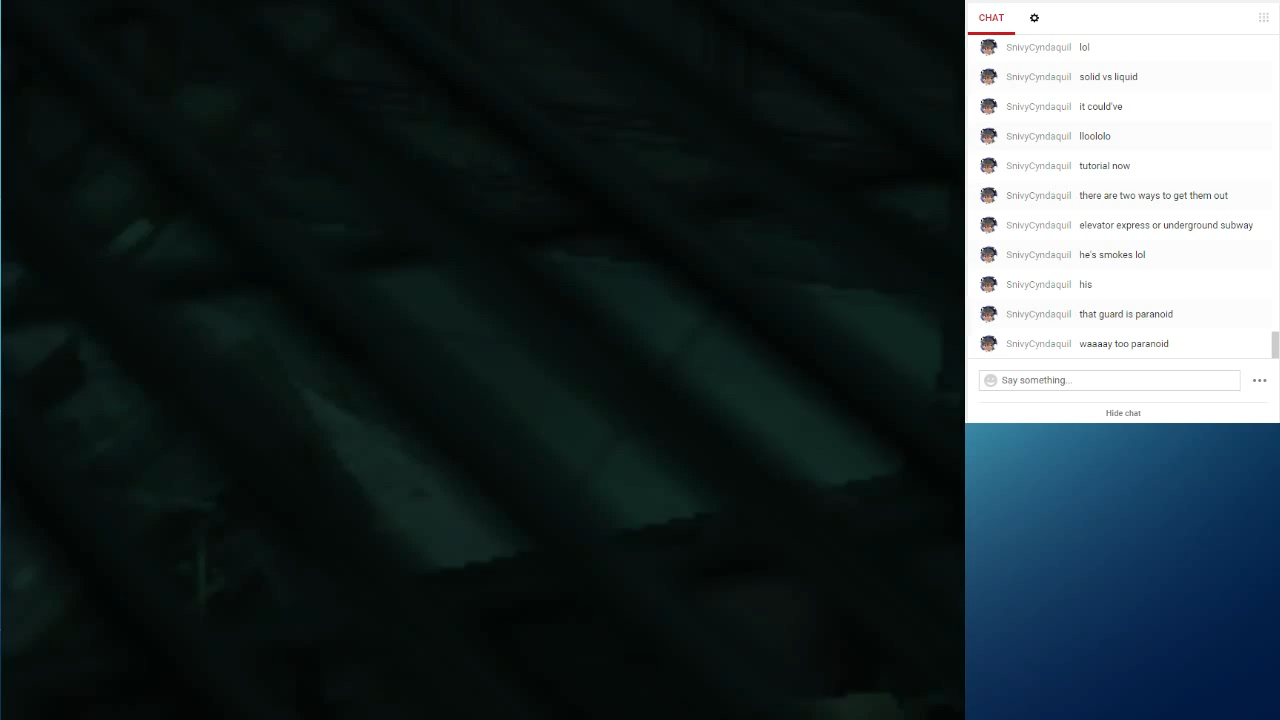 CHAT
SnivyCyndaquil lol
SnivyCyndaquil solid vs liquid
SnivyCyndaquil it could've
SnivyCyndaquil lloololo
SnivyCyndaquil tutorial now
SnivyCyndaquil there are two ways to get them out
SnivyCyndaquil elevator express or underground subway
SnivyCyndaquil he's smokes lol
SnivyCyndaquil his
SnivyCyndaquil that guard is paranoid
SnivyCyndaquil waaaay too paranoid
Say something...
Hide chat